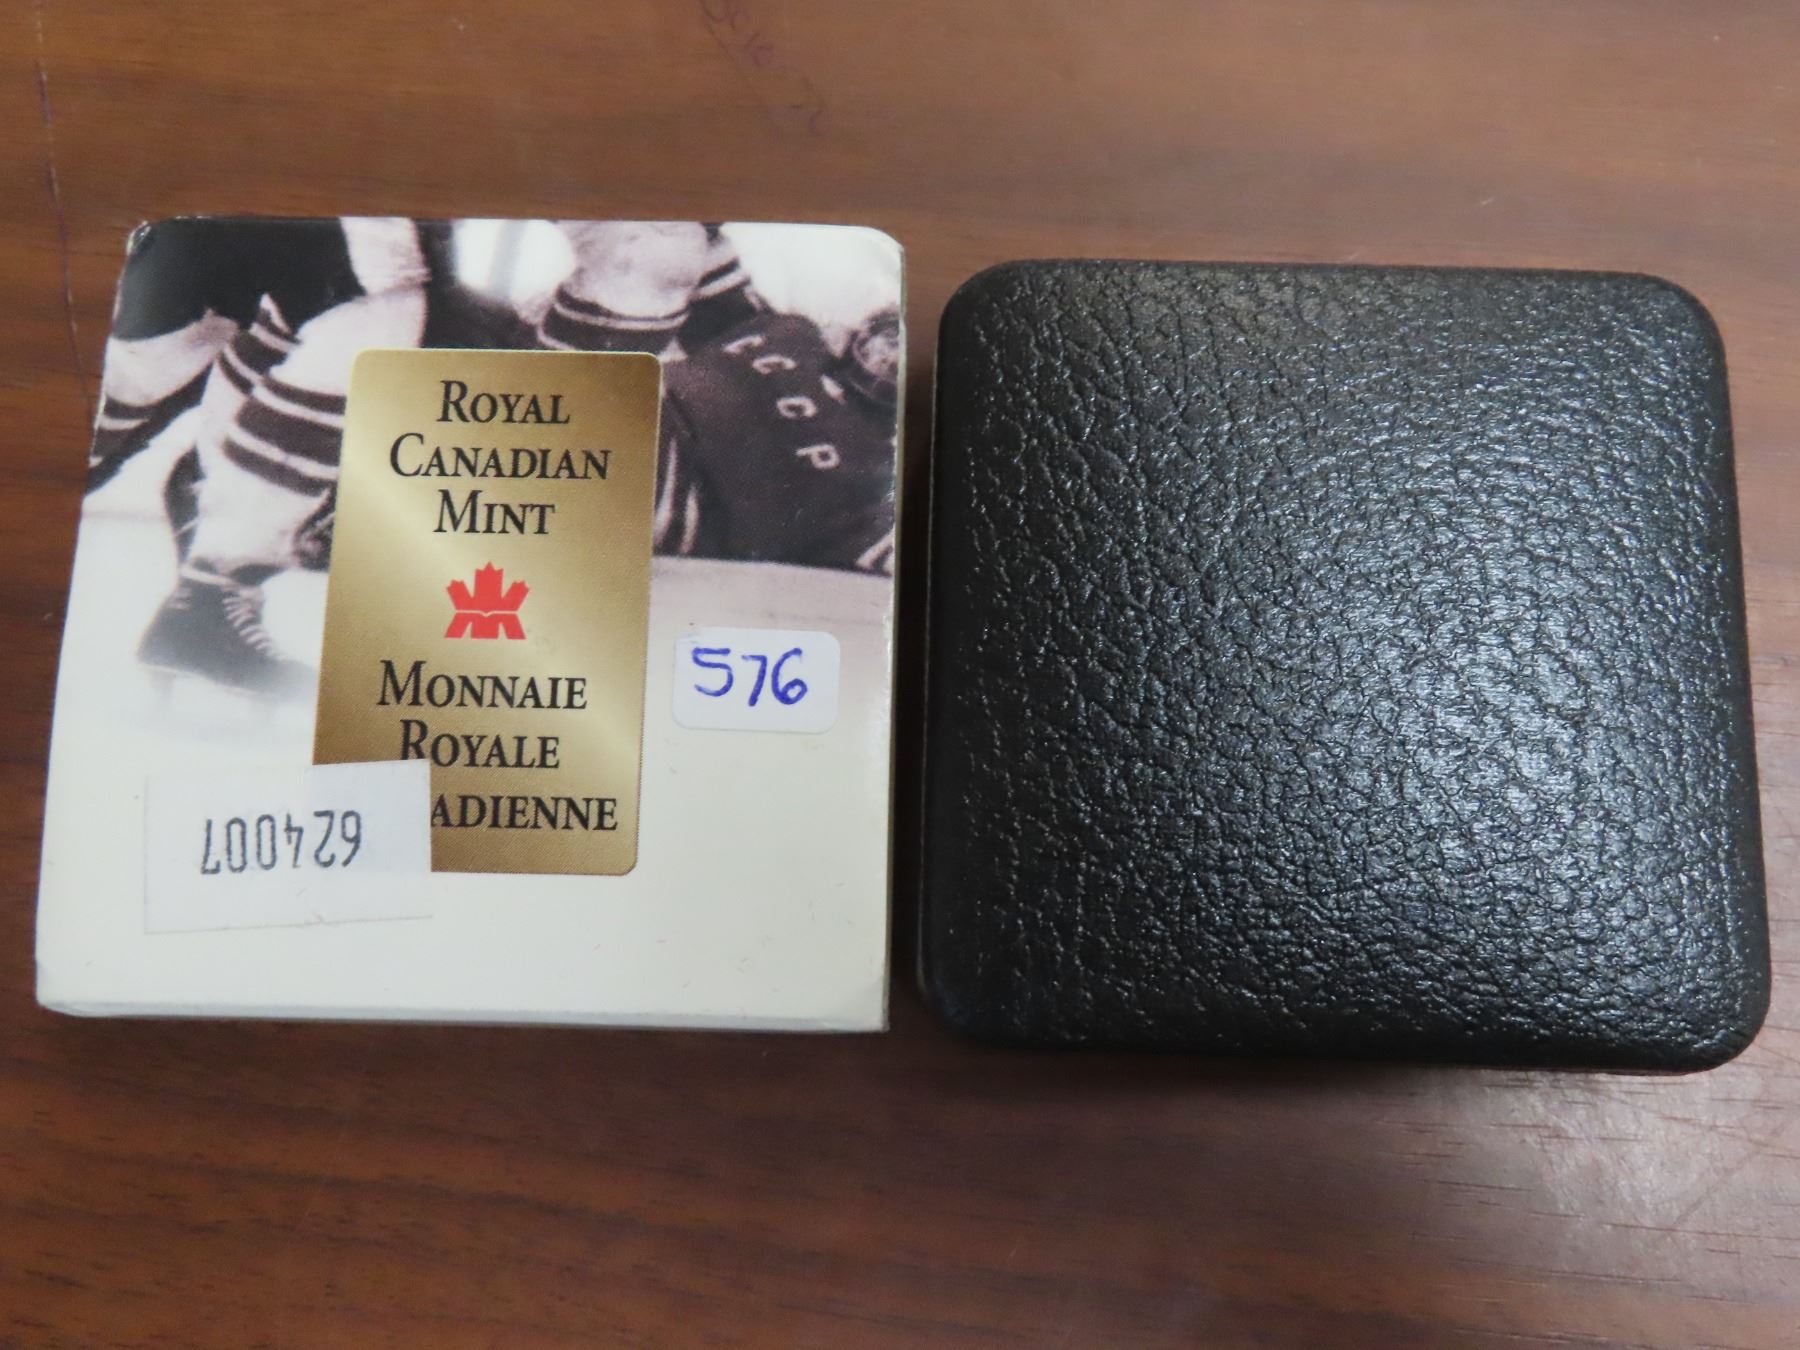 CCCP
ROYAL
CANADIAN
MINT
MONNAIE
ROYALE
ADIENNE
576
624007